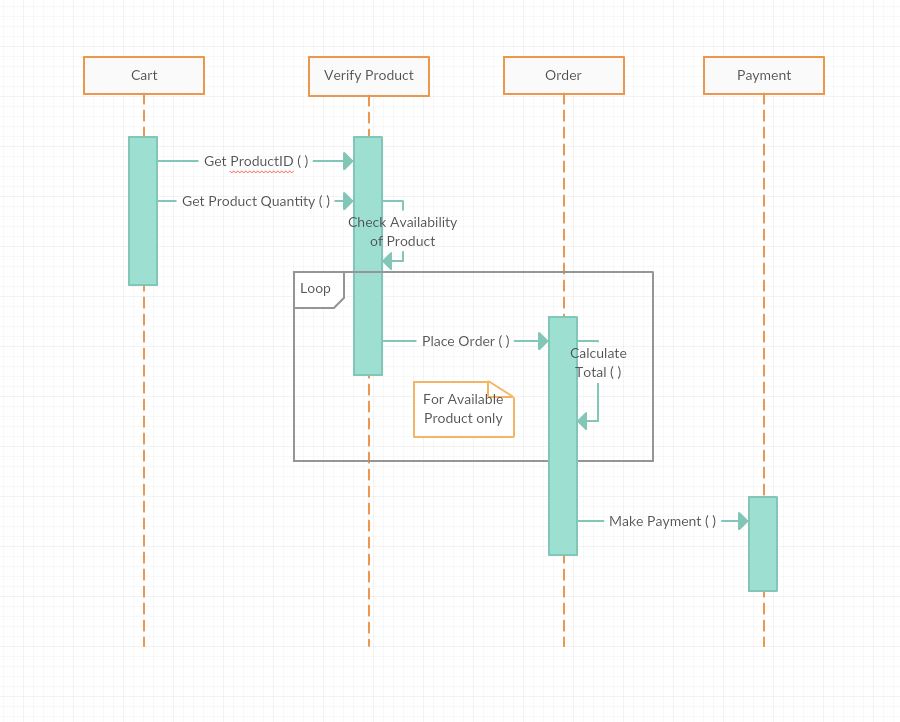 Cart
Verify Product
Order
Payment
Get ProductID ( )
Get Product Quantity ( )
Check Availability
of Product
Loop
Place Order ( )
Calculate
Total ( )
For Available
Product only
Make Payment ( )